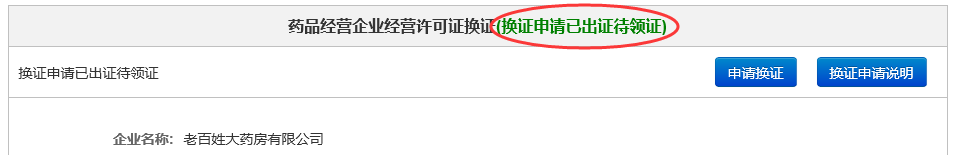 药品经营企业经营许可证换证(换证申请已出证待领证)
换证申请已出证待领证 申请换证 换证申请说明
企业名称: 老百姓大药房有限公司